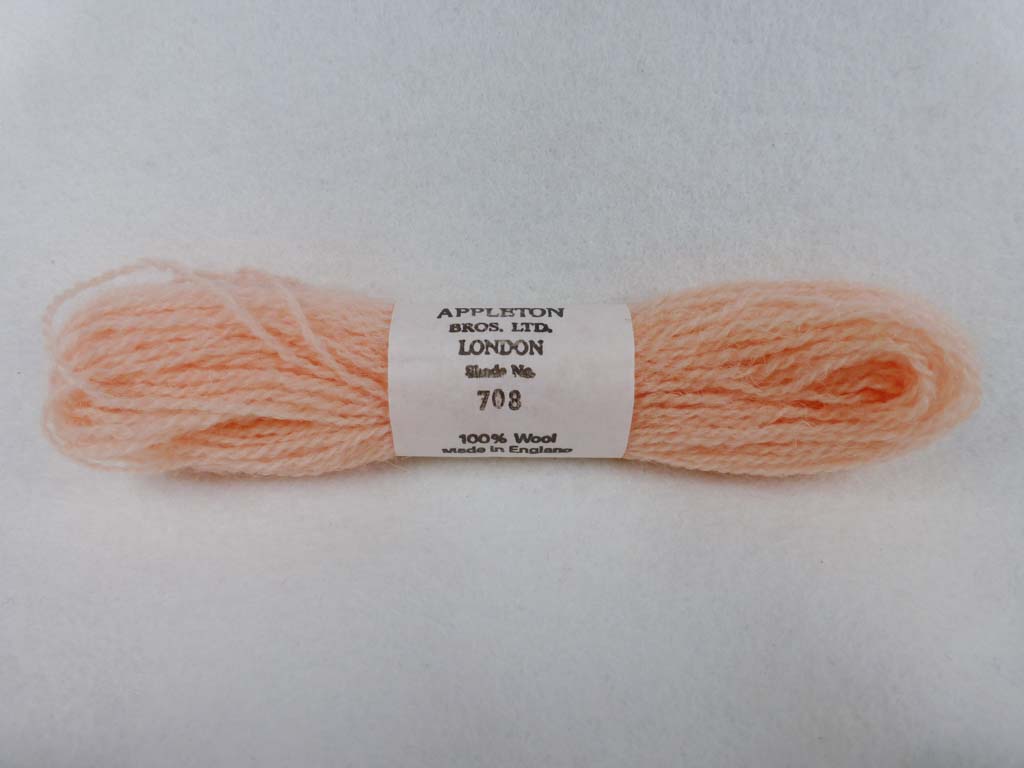 APPLETON
BROS. LTD.
LONDON
Shade No.
708
100% Wool
Made in England